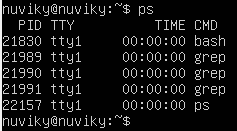 nuviky@nuviky:~$ ps
  PID TTY          TIME CMD
21830 tty1     00:00:00 bash
21989 tty1     00:00:00 grep
21990 tty1     00:00:00 grep
21991 tty1     00:00:00 grep
22157 tty1     00:00:00 ps
nuviky@nuviky:~$